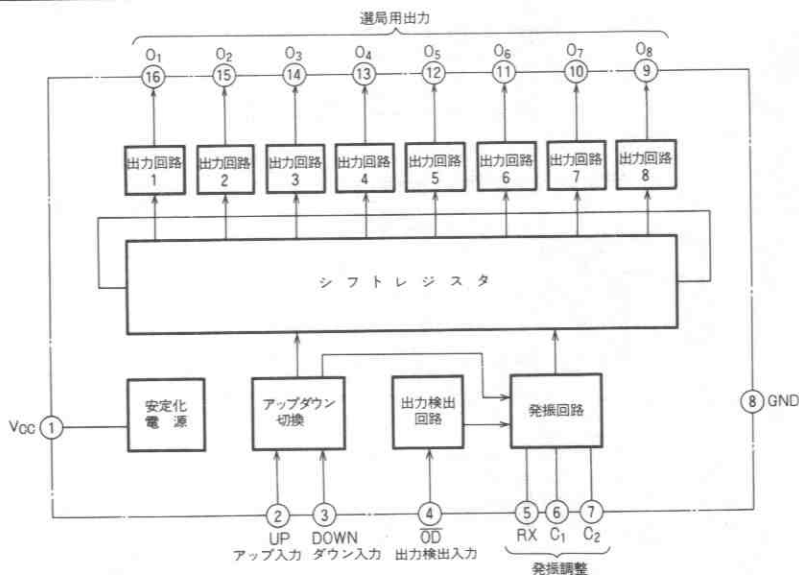 選局用出力
O₁ O₂ O₃ O₄ O₅ O₆ O₇ O₈
16 15 14 13 12 11 10 9
出力回路 1
出力回路 2
出力回路 3
出力回路 4
出力回路 5
出力回路 6
出力回路 7
出力回路 8
シフトレジスタ
安定化
電 源
アップダウン
切換
出力検出
回路
発振回路
VCC 1
8 GND
2 3 4 5 6 7
UP DOWN O̅D̅ RX C₁ C₂
アップ入力 ダウン入力 出力検出入力
発振調整